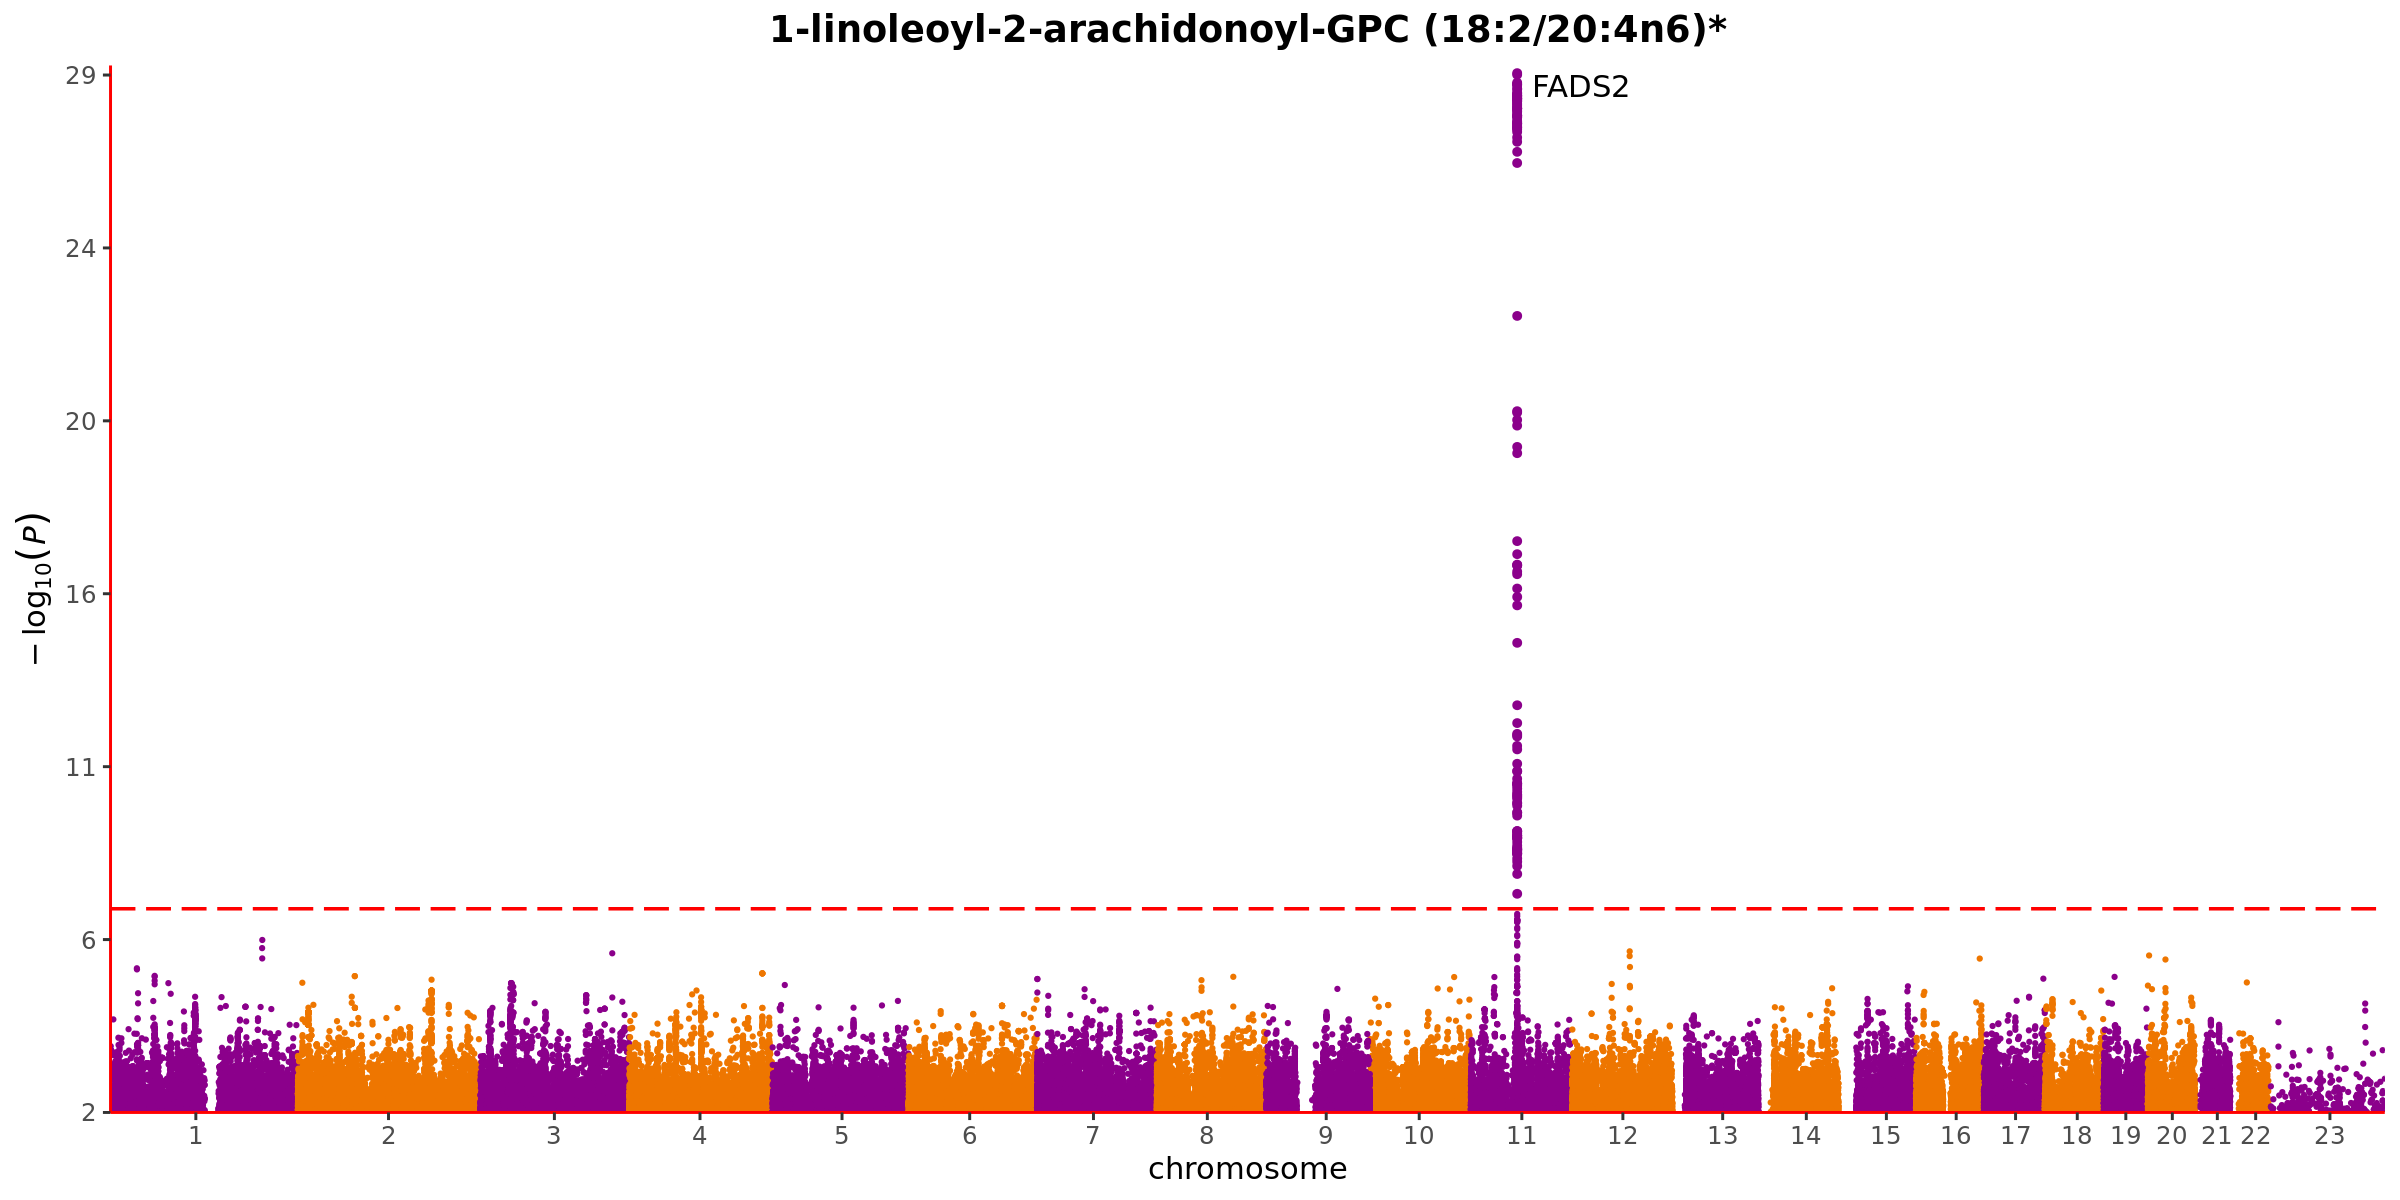 1-linoleoyl-2-arachidonoyl-GPC (18:2/20:4n6)*
29
FADS2
24
20
16
11
6
2
− log10(P)
1 2 3 4 5 6 7 8 9 10 11 12 13 14 15 16 17 18 19 20 21 22 23
chromosome